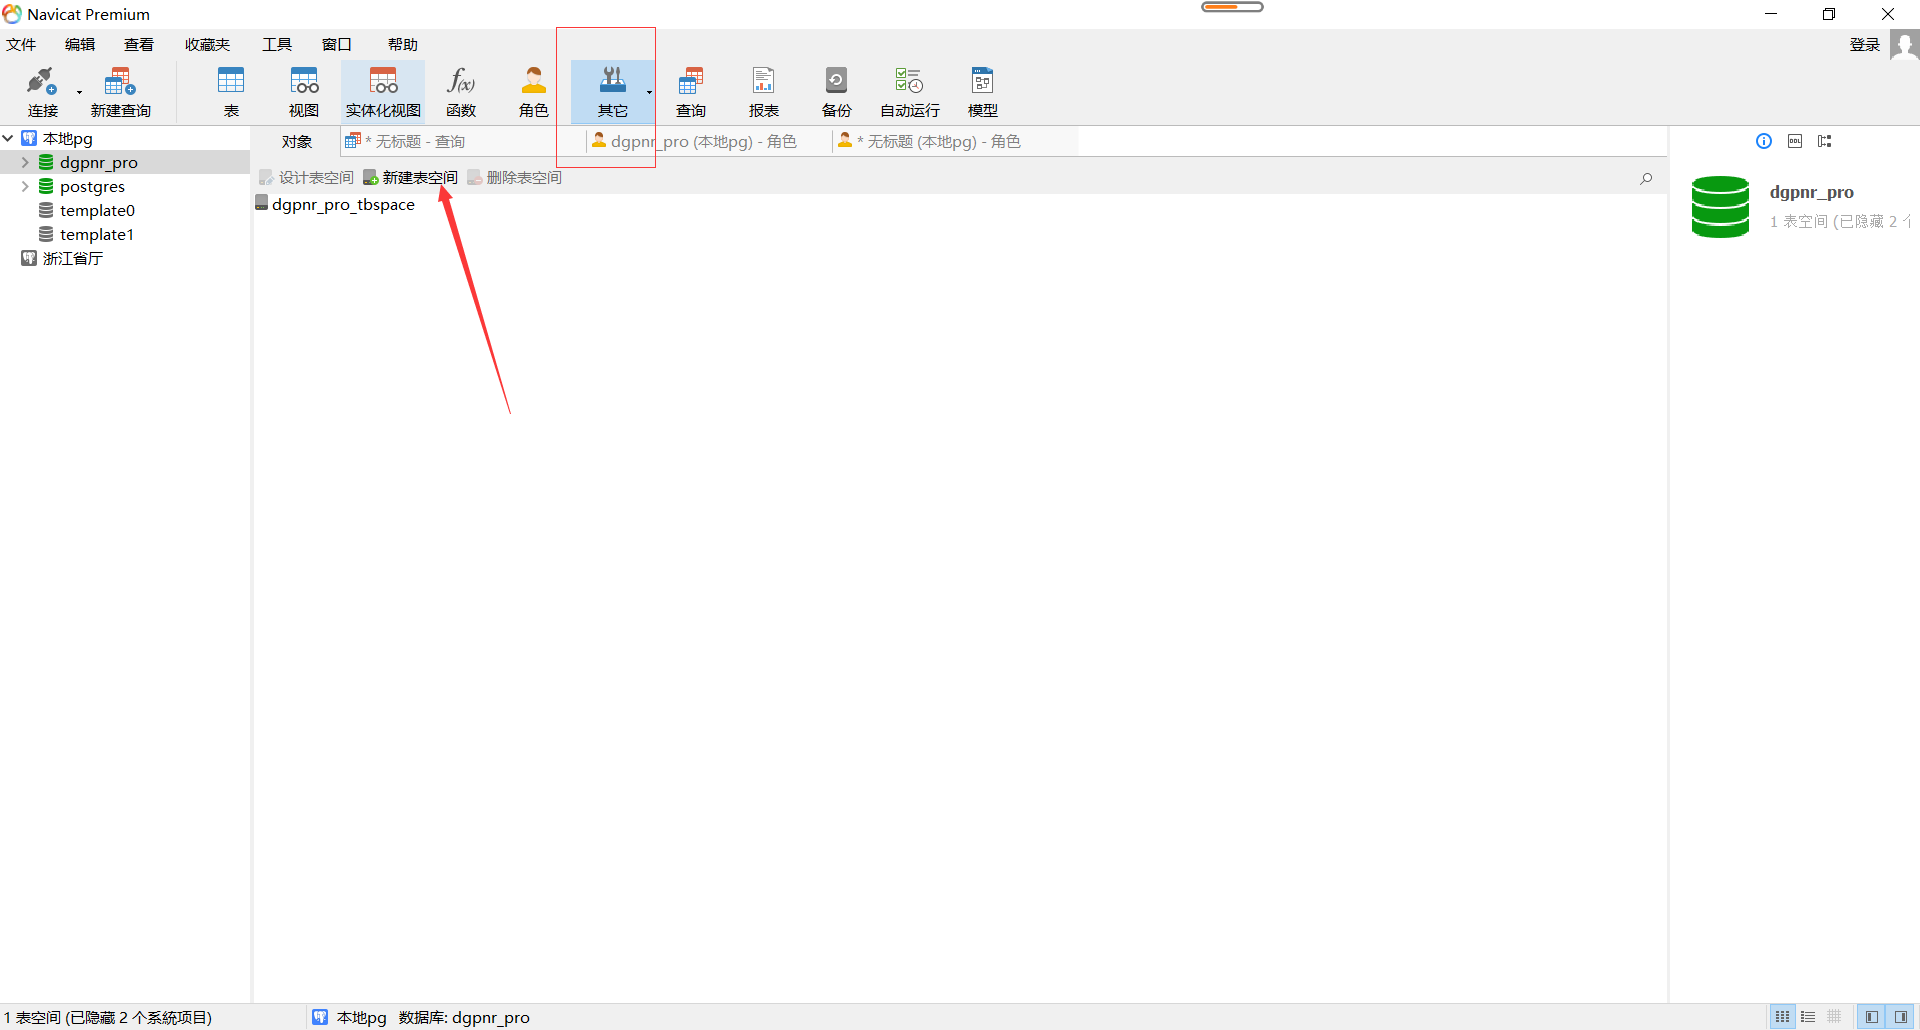 Navicat Premium
文件 编辑 查看 收藏夹 工具 窗口 帮助 登录
连接 新建查询 表 视图 实体化视图 函数 角色 其它 查询 报表 备份 自动运行 模型
本地pg
dgpnr_pro
postgres
template0
template1
浙江省厅
对象 * 无标题 - 查询 dgpnr_pro (本地pg) - 角色 * 无标题 (本地pg) - 角色
设计表空间 新建表空间 删除表空间
dgpnr_pro_tbspace
dgpnr_pro
1 表空间 (已隐藏 2
1 表空间 (已隐藏 2 个系统项目) 本地pg 数据库: dgpnr_pro